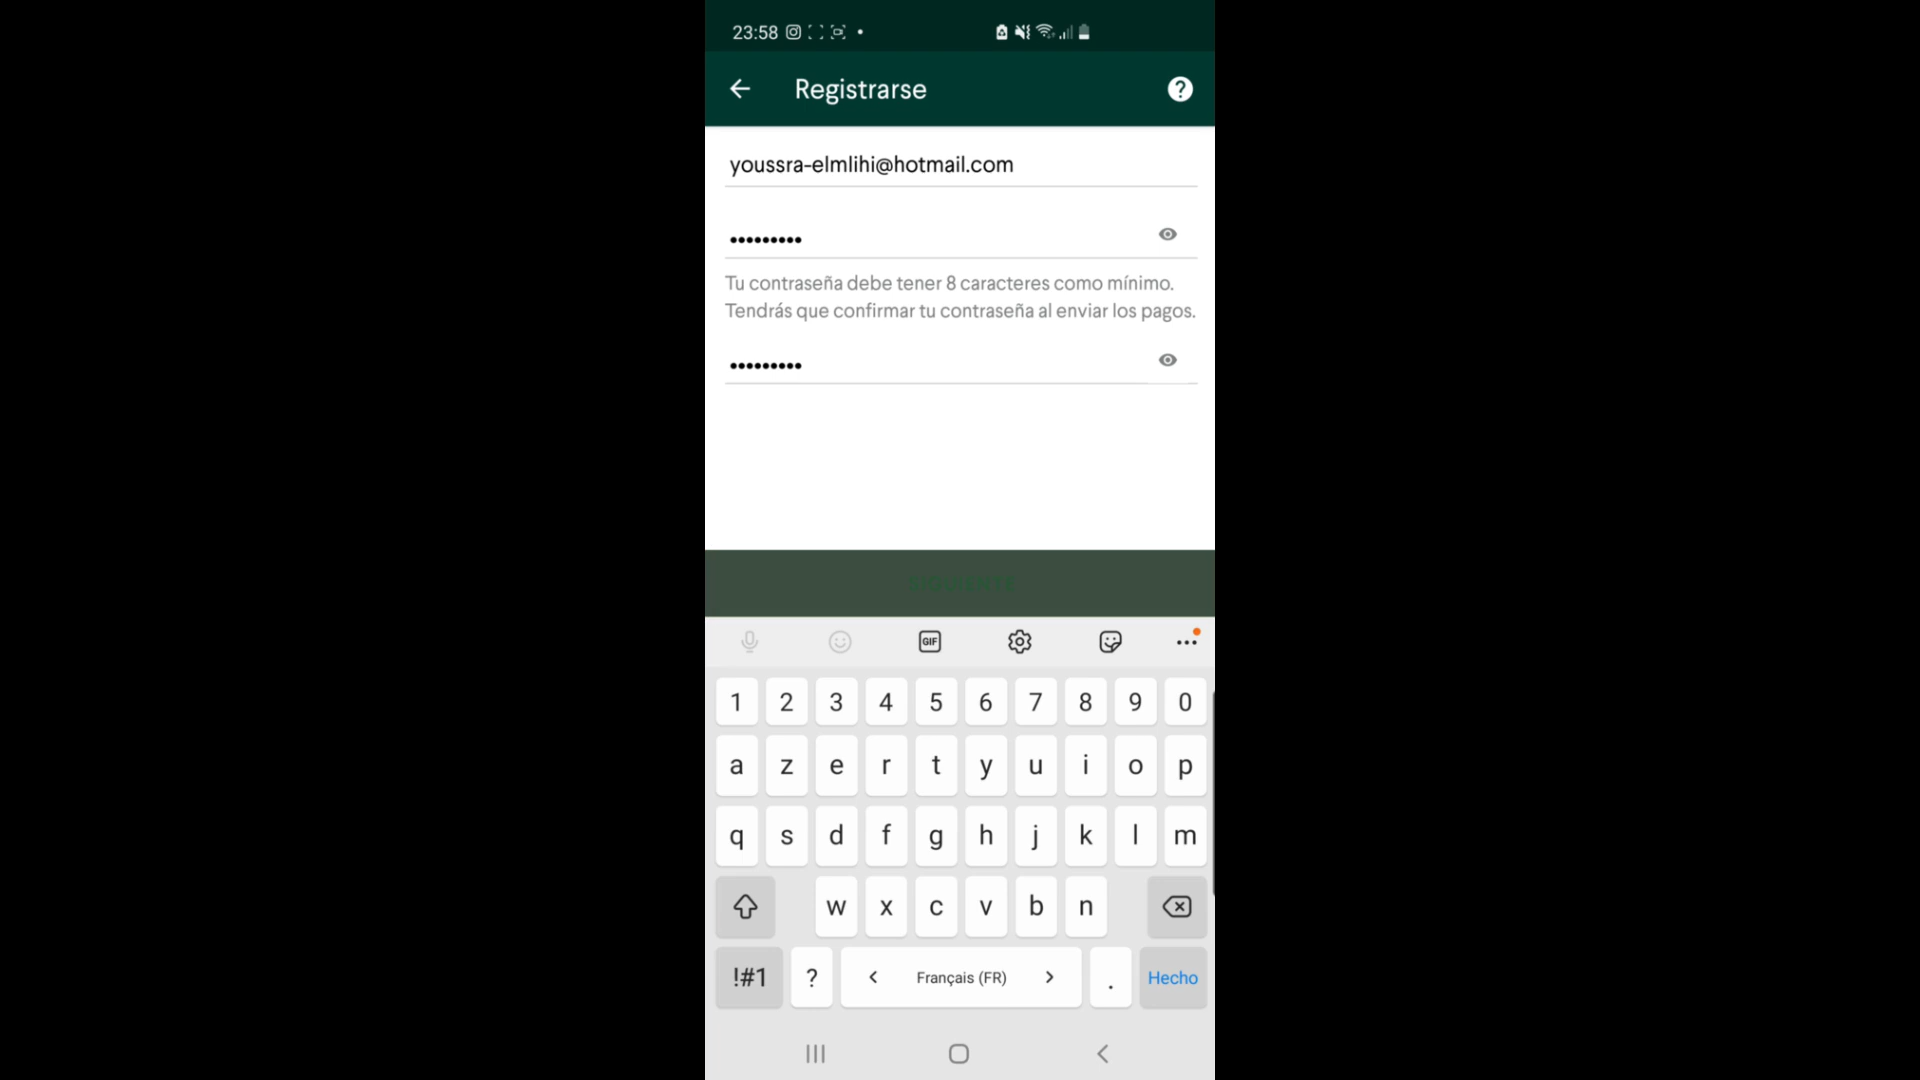 23:58
Registrarse
youssra-elmlihi@hotmail.com
•••••••••
Tu contraseña debe tener 8 caracteres como mínimo.
Tendrás que confirmar tu contraseña al enviar los pagos.
•••••••••
SIGUIENTE
GIF
1 2 3 4 5 6 7 8 9 0
a z e r t y u i o p
q s d f g h j k l m
w x c v b n
!#1 ? < Français (FR) > . Hecho